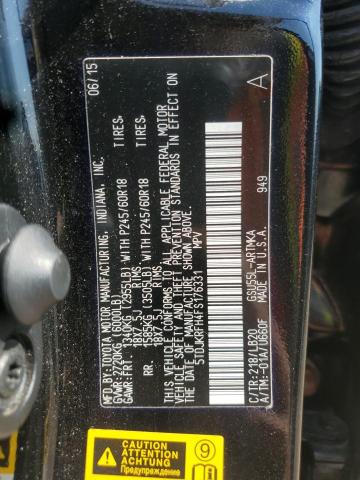 MFD.BY:TOYOTA MOTOR MANUFACTURING, INDIANA, INC. 06/15
GVWR:2720KG (6000LB)
GAWR:FRT. 1340KG (2955LB) WITH P245/60R18 TIRES,
18X7.5J RIMS
RR. 1585KG (3505LB) WITH P245/60R18 TIRES,
18X7.5J RIMS
THIS VEHICLE CONFORMS TO ALL APPLICABLE FEDERAL MOTOR
VEHICLE SAFETY AND THEFT PREVENTION STANDARDS IN
EFFECT ON THE DATE OF MANUFACTURE SHOWN ABOVE.
5TDJKRFH4FS176331 MPV
A
949
C/TR:218/LB20 GSU55L-ARTMKA
A/TM:-01A/U660F MADE IN U.S.A.
CAUTION
ATTENTION
ACHTUNG
Предупреждение
9